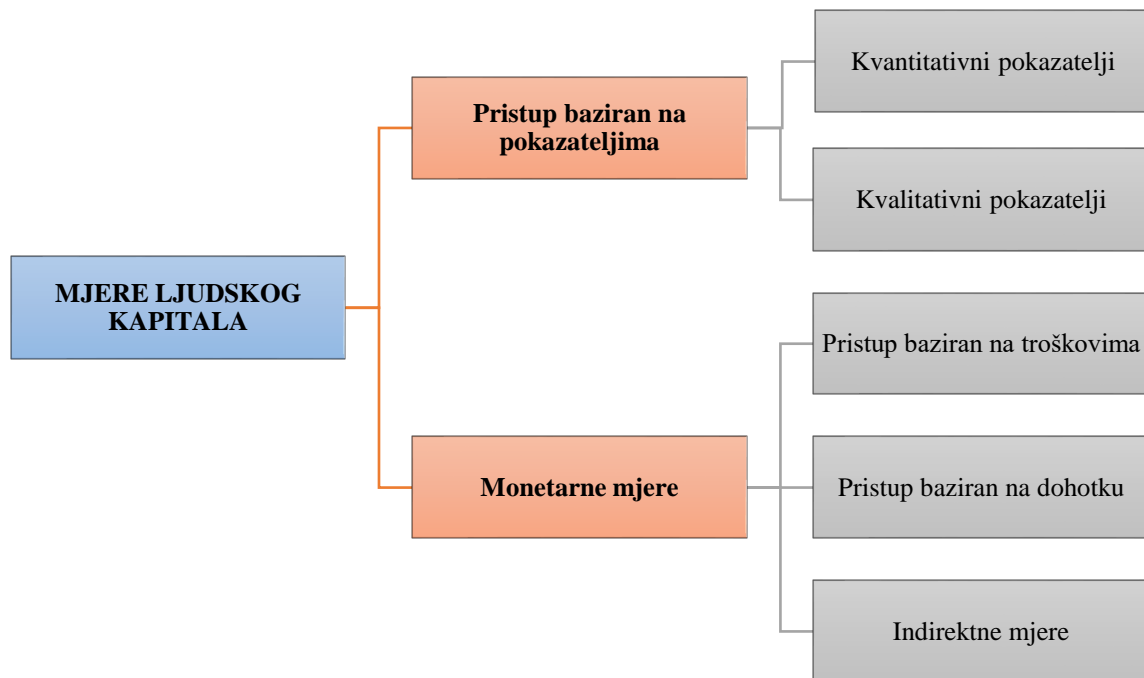 MJERE LJUDSKOG
KAPITALA
Pristup baziran na
pokazateljima
Kvantitativni pokazatelji
Kvalitativni pokazatelji
Monetarne mjere
Pristup baziran na troškovima
Pristup baziran na dohotku
Indirektne mjere